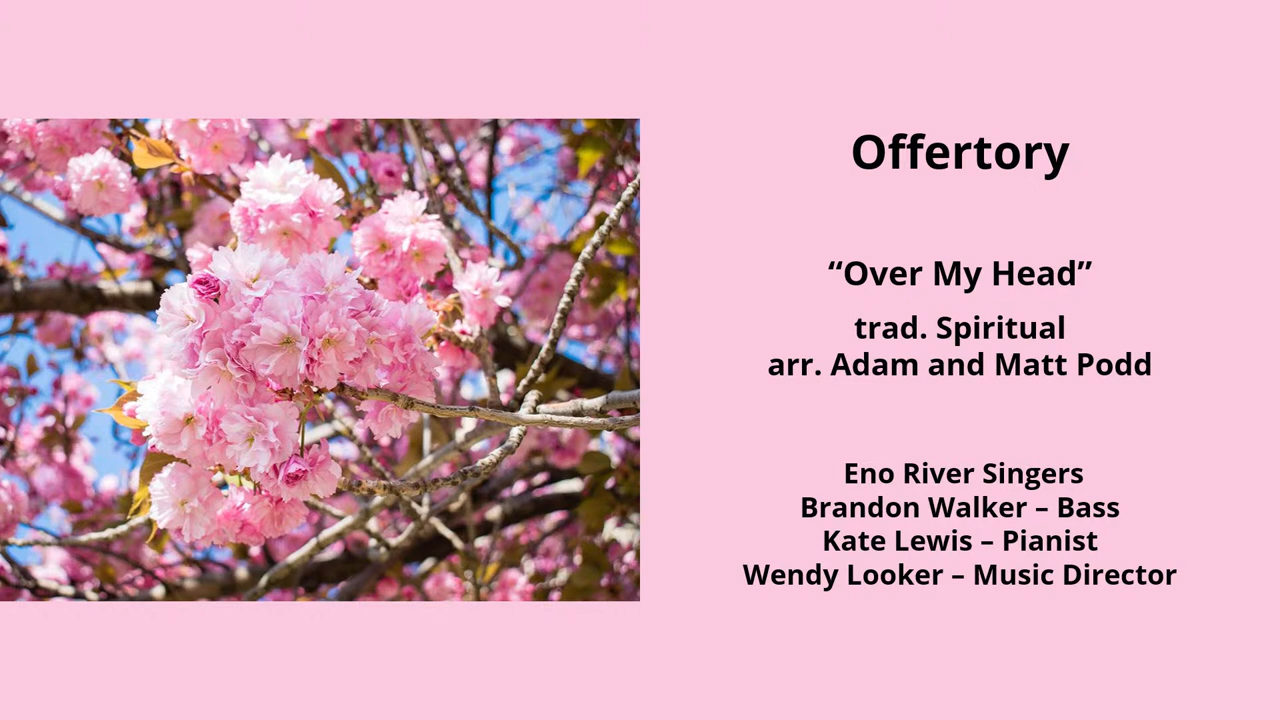 Offertory
“Over My Head”
trad. Spiritual
arr. Adam and Matt Podd
Eno River Singers
Brandon Walker – Bass
Kate Lewis – Pianist
Wendy Looker – Music Director